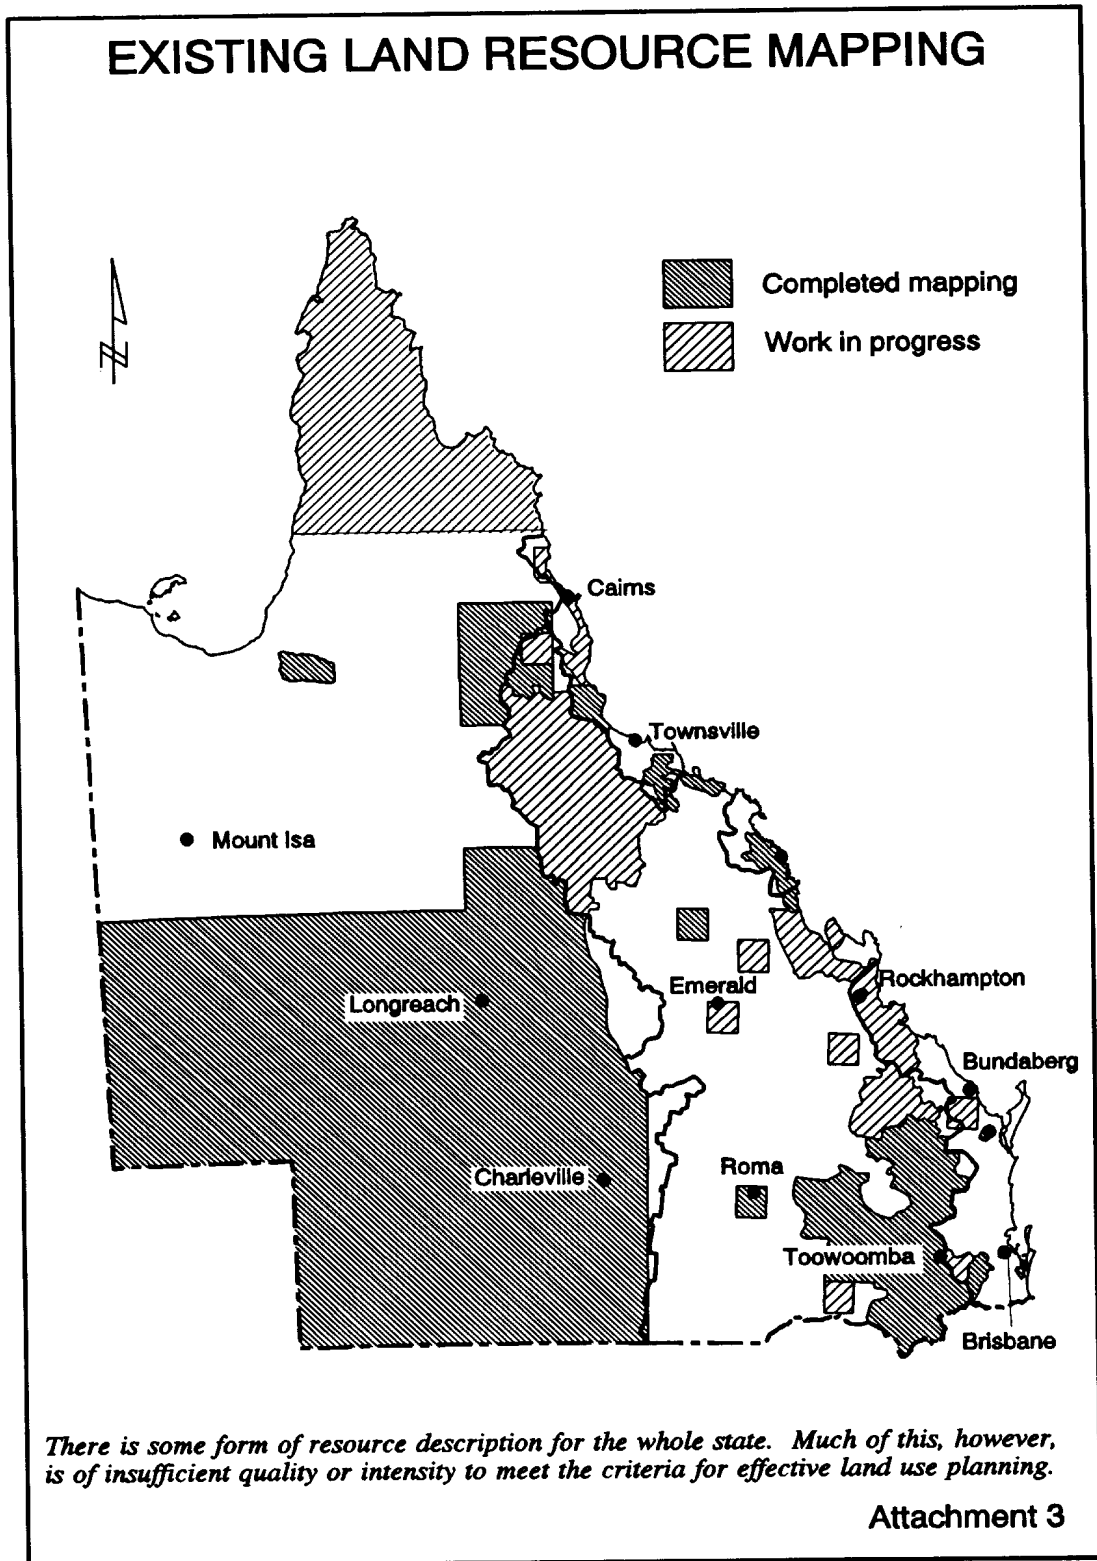 EXISTING LAND RESOURCE MAPPING
Completed mapping
Work in progress
Cairns
Townsville
Mount Isa
Emerald
Rockhampton
Longreach
Bundaberg
Roma
Charleville
Toowoomba
Brisbane
There is some form of resource description for the whole state. Much of this, however,
is of insufficient quality or intensity to meet the criteria for effective land use planning.
Attachment 3